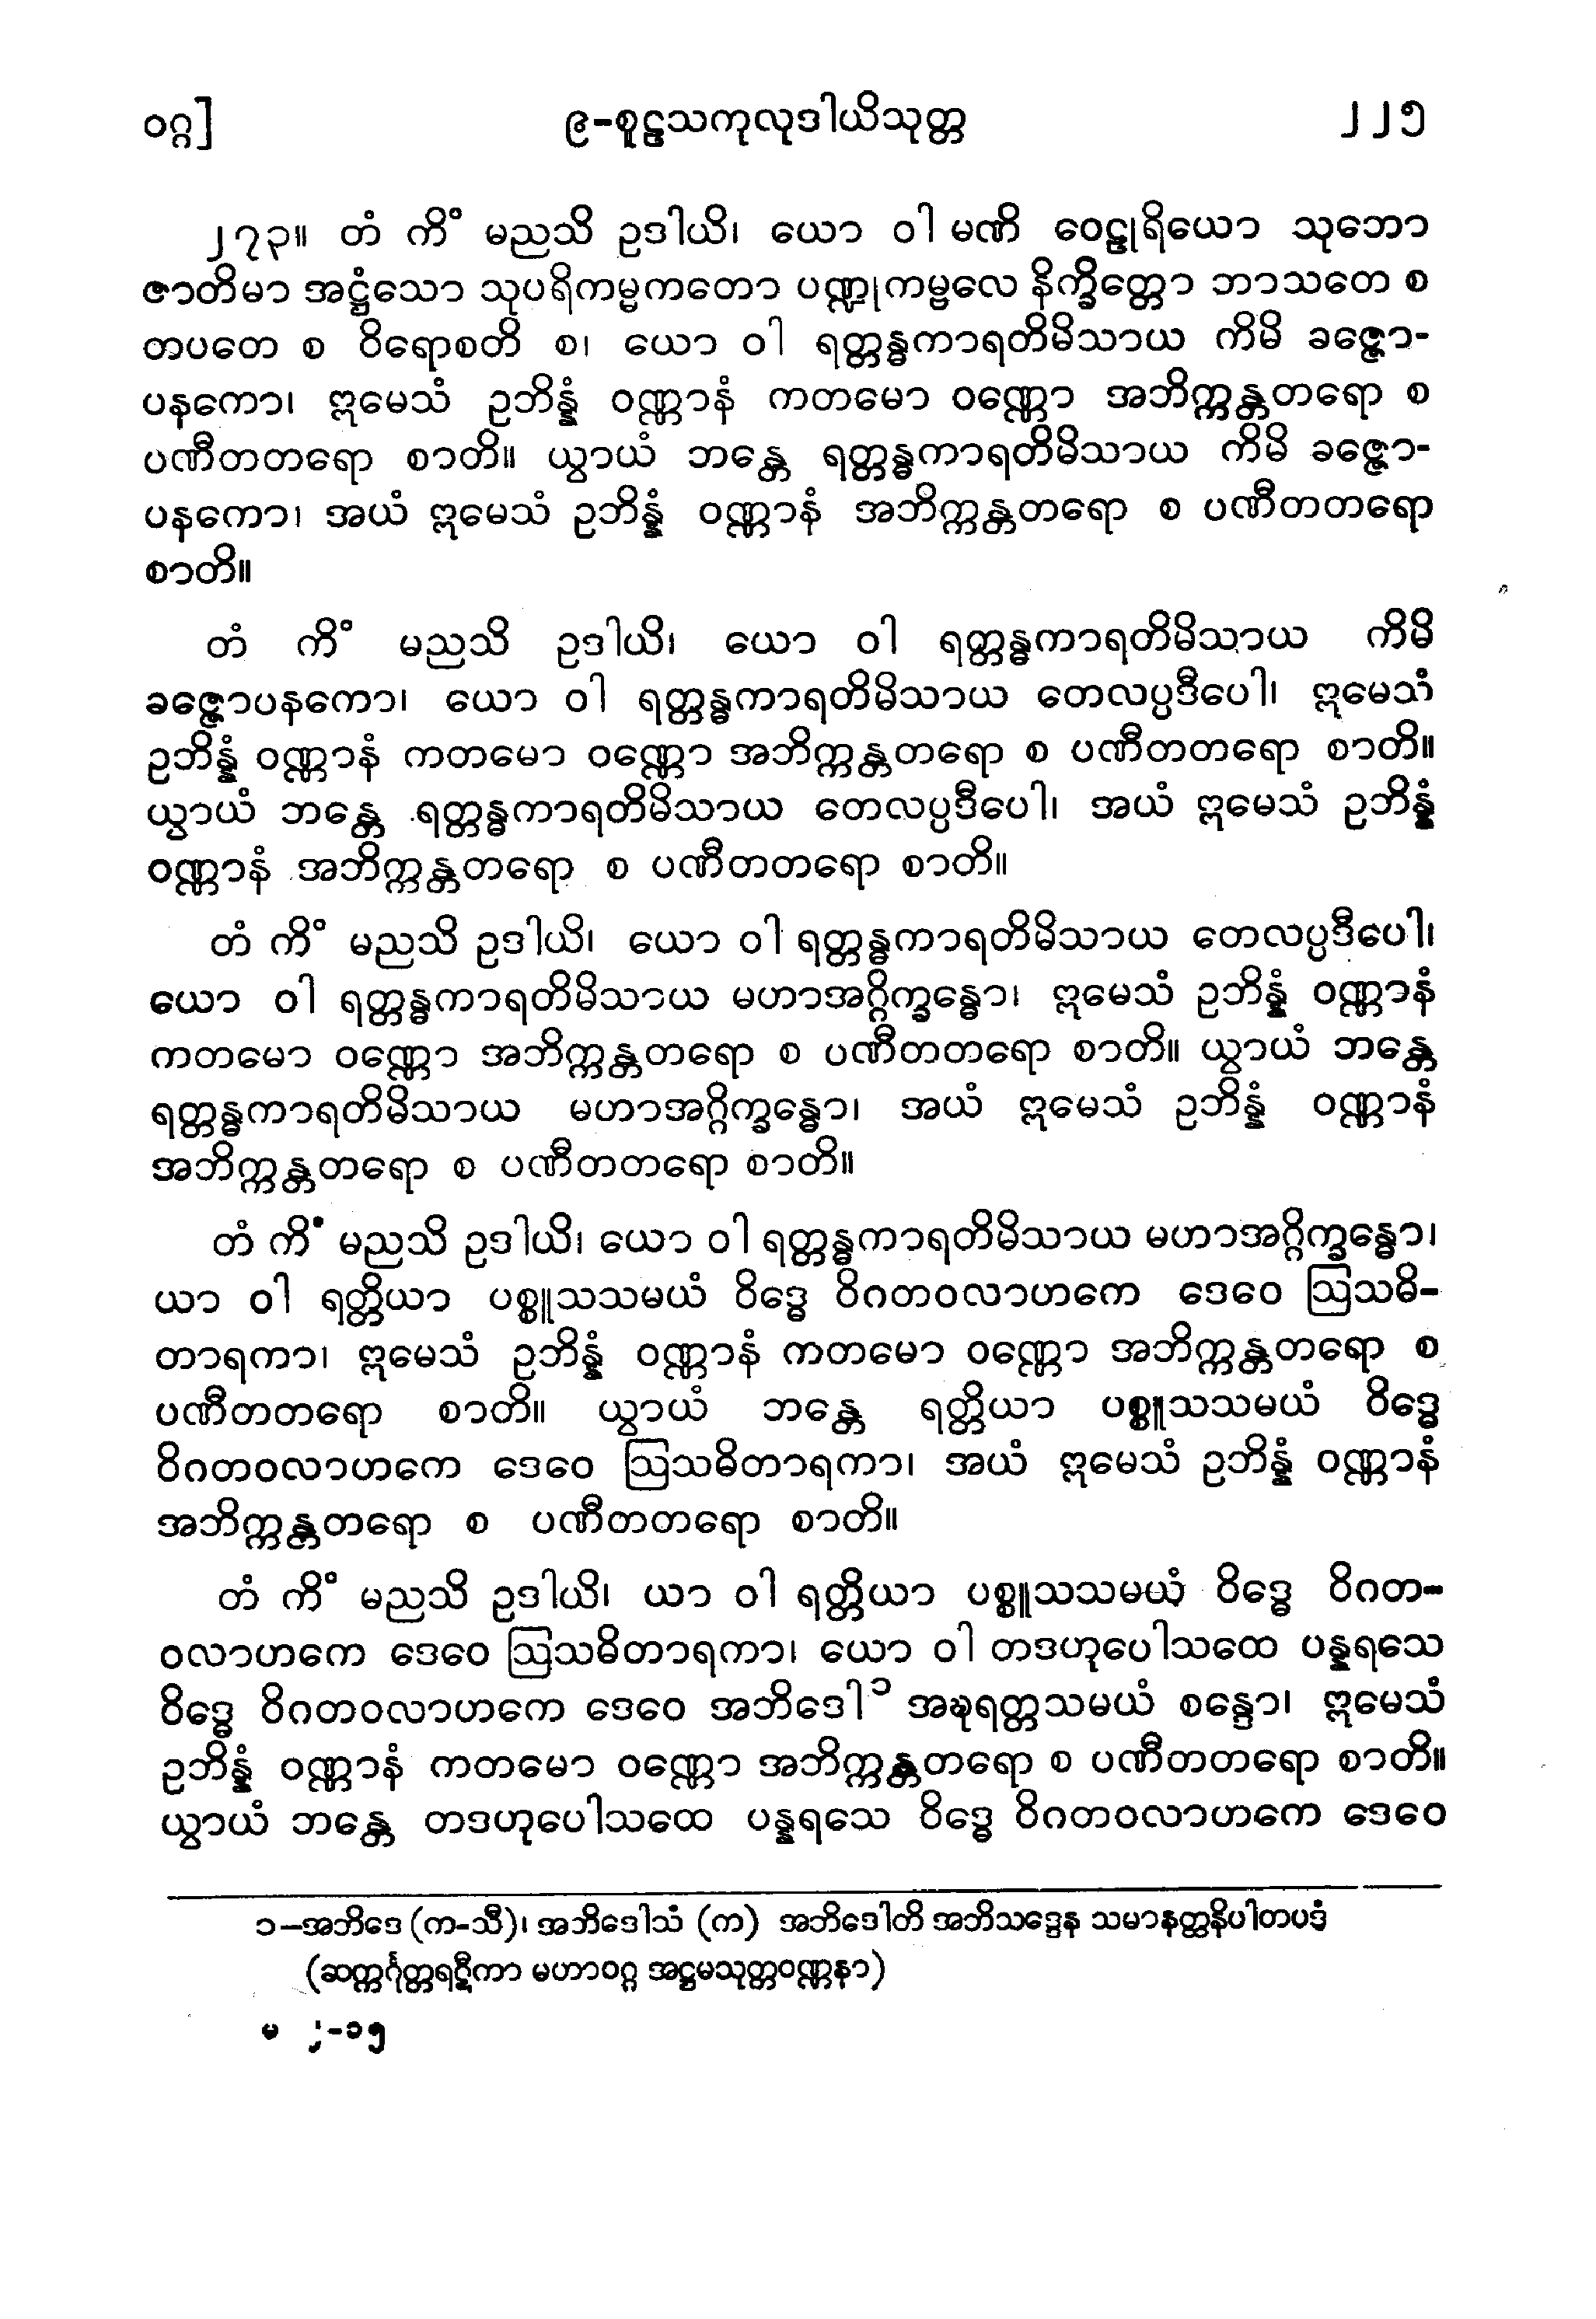 ဝဂ္ဂ]
၉-စူဠသကုလုဒါယိသုတ္တ
၂၂၅
၂၇၃။ တံ ကိံ မညသိ ဥဒါယိ၊ ယော ဝါ မဏိ ဝေဠုရိယော သုဘော
ဇာတိမာ အဋ္ဌံသော သုပရိကမ္မကတော ပဏ္ဍုကမ္ဗလေ နိက္ခိတ္တော ဘာသတေ စ
တပတေ စ ဝိရောစတိ စ၊ ယော ဝါ ရတ္တန္ဓကာရတိမိသာယ ကိမိ ခဇ္ဇော-
ပနကော၊ ဣမေသံ ဥဘိန္နံ ဝဏ္ဏာနံ ကတမော ဝဏ္ဏော အဘိက္ကန္တတရော စ
ပဏီတတရော စာတိ။ ယွာယံ ဘန္တေ ရတ္တန္ဓကာရတိမိသာယ ကိမိ ခဇ္ဇော-
ပနကော၊ အယံ ဣမေသံ ဥဘိန္နံ ဝဏ္ဏာနံ အဘိက္ကန္တတရော စ ပဏီတတရော
စာတိ။
တံ ကိံ မညသိ ဥဒါယိ၊ ယော ဝါ ရတ္တန္ဓကာရတိမိသာယ ကိမိ
ခဇ္ဇောပနကော၊ ယော ဝါ ရတ္တန္ဓကာရတိမိသာယ တေလပ္ပဒီပေါ၊ ဣမေသံ
ဥဘိန္နံ ဝဏ္ဏာနံ ကတမော ဝဏ္ဏော အဘိက္ကန္တတရော စ ပဏီတတရော စာတိ။
ယွာယံ ဘန္တေ ရတ္တန္ဓကာရတိမိသာယ တေလပ္ပဒီပေါ၊ အယံ ဣမေသံ ဥဘိန္နံ
ဝဏ္ဏာနံ အဘိက္ကန္တတရော စ ပဏီတတရော စာတိ။
တံ ကိံ မညသိ ဥဒါယိ၊ ယော ဝါ ရတ္တန္ဓကာရတိမိသာယ တေလပ္ပဒီပေါ၊
ယော ဝါ ရတ္တန္ဓကာရတိမိသာယ မဟာအဂ္ဂိက္ခန္ဓော၊ ဣမေသံ ဥဘိန္နံ ဝဏ္ဏာနံ
ကတမော ဝဏ္ဏော အဘိက္ကန္တတရော စ ပဏီတတရော စာတိ။ ယွာယံ ဘန္တေ
ရတ္တန္ဓကာရတိမိသာယ မဟာအဂ္ဂိက္ခန္ဓော၊ အယံ ဣမေသံ ဥဘိန္နံ ဝဏ္ဏာနံ
အဘိက္ကန္တတရော စ ပဏီတတရော စာတိ။
တံ ကိံ မညသိ ဥဒါယိ၊ ယော ဝါ ရတ္တန္ဓကာရတိမိသာယ မဟာအဂ္ဂိက္ခန္ဓော၊
ယာ ဝါ ရတ္တိယာ ပစ္စူသသမယံ ဝိဒ္ဓေ ဝိဂတဝလာဟကေ ဒေဝေ ဩသဓိ-
တာရကာ၊ ဣမေသံ ဥဘိန္နံ ဝဏ္ဏာနံ ကတမော ဝဏ္ဏော အဘိက္ကန္တတရော စ
ပဏီတတရော စာတိ။ ယွာယံ ဘန္တေ ရတ္တိယာ ပစ္စူသသမယံ ဝိဒ္ဓေ
ဝိဂတဝလာဟကေ ဒေဝေ ဩသဓိတာရကာ၊ အယံ ဣမေသံ ဥဘိန္နံ ဝဏ္ဏာနံ
အဘိက္ကန္တတရော စ ပဏီတတရော စာတိ။
တံ ကိံ မညသိ ဥဒါယိ၊ ယာ ဝါ ရတ္တိယာ ပစ္စူသသမယံ ဝိဒ္ဓေ ဝိဂတ-
ဝလာဟကေ ဒေဝေ ဩသဓိတာရကာ၊ ယော ဝါ တဒဟုပေါသထေ ပန္နရသေ
ဝိဒ္ဓေ ဝိဂတဝလာဟကေ ဒေဝေ အဘိဒေါ ၁ အဍ္ဎရတ္တသမယံ စန္ဒော၊ ဣမေသံ
ဥဘိန္နံ ဝဏ္ဏာနံ ကတမော ဝဏ္ဏော အဘိက္ကန္တတရော စ ပဏီတတရော စာတိ။
ယွာယံ ဘန္တေ တဒဟုပေါသထေ ပန္နရသေ ဝိဒ္ဓေ ဝိဂတဝလာဟကေ ဒေဝေ
၁-အဘိဒေ (က-သီ)၊ အဘိဒေါသံ (က) အဘိဒေါတိ အဘိသဒ္ဒေန သမာနတ္ထနိပါတပဒံ
(ဆက္ကင်္ဂုတ္တရဋီကာ မဟာဝဂ္ဂ အဋ္ဌမသုတ္တဝဏ္ဏနာ)
မ ၂-၁၅